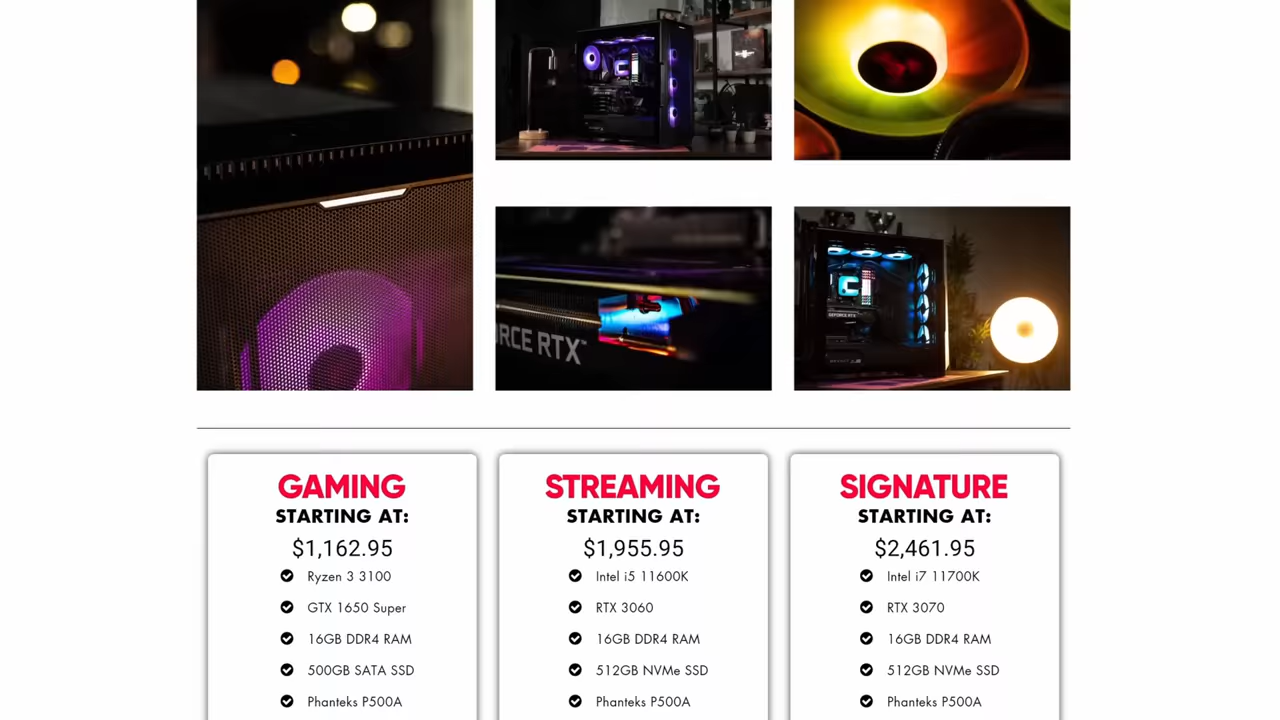 RCE RTX™
GEFORCE RTX
GAMING
STARTING AT:
$1,162.95
Ryzen 3 3100
GTX 1650 Super
16GB DDR4 RAM
500GB SATA SSD
Phanteks P500A
STREAMING
STARTING AT:
$1,955.95
Intel i5 11600K
RTX 3060
16GB DDR4 RAM
512GB NVMe SSD
Phanteks P500A
SIGNATURE
STARTING AT:
$2,461.95
Intel i7 11700K
RTX 3070
16GB DDR4 RAM
512GB NVMe SSD
Phanteks P500A